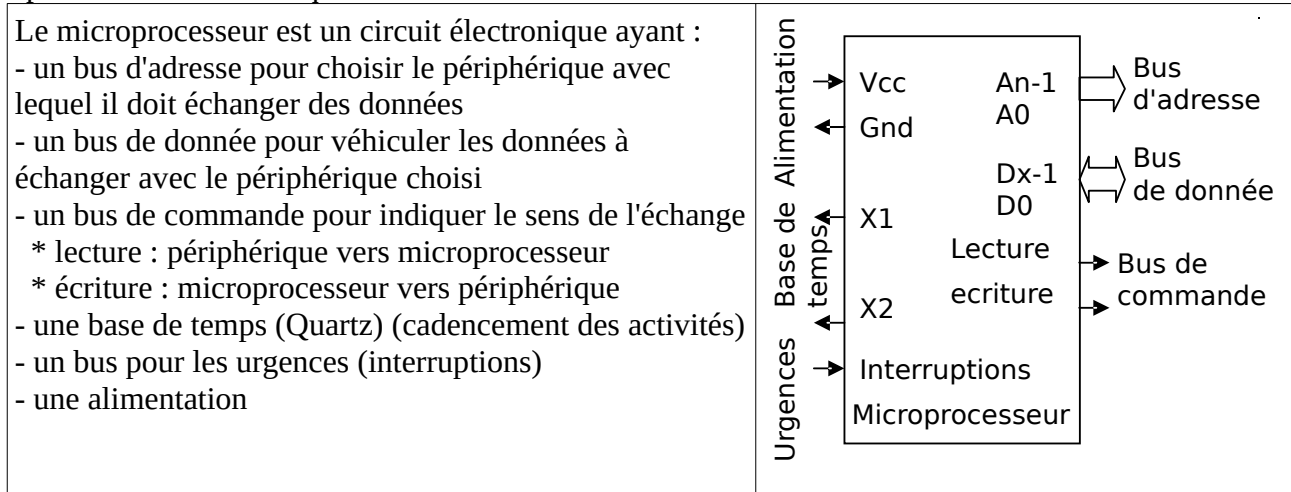 Le microprocesseur est un circuit électronique ayant :
- un bus d'adresse pour choisir le périphérique avec
lequel il doit échanger des données
- un bus de donnée pour véhiculer les données à
échanger avec le périphérique choisi
- un bus de commande pour indiquer le sens de l'échange
* lecture : périphérique vers microprocesseur
* écriture : microprocesseur vers périphérique
- une base de temps (Quartz) (cadencement des activités)
- un bus pour les urgences (interruptions)
- une alimentation
Alimentation
Base de
temps
Urgences
Vcc
Gnd
X1
X2
Interruptions
Microprocesseur
An-1
A0
Dx-1
D0
Lecture
ecriture
Bus
d'adresse
Bus
de donnée
Bus de
commande